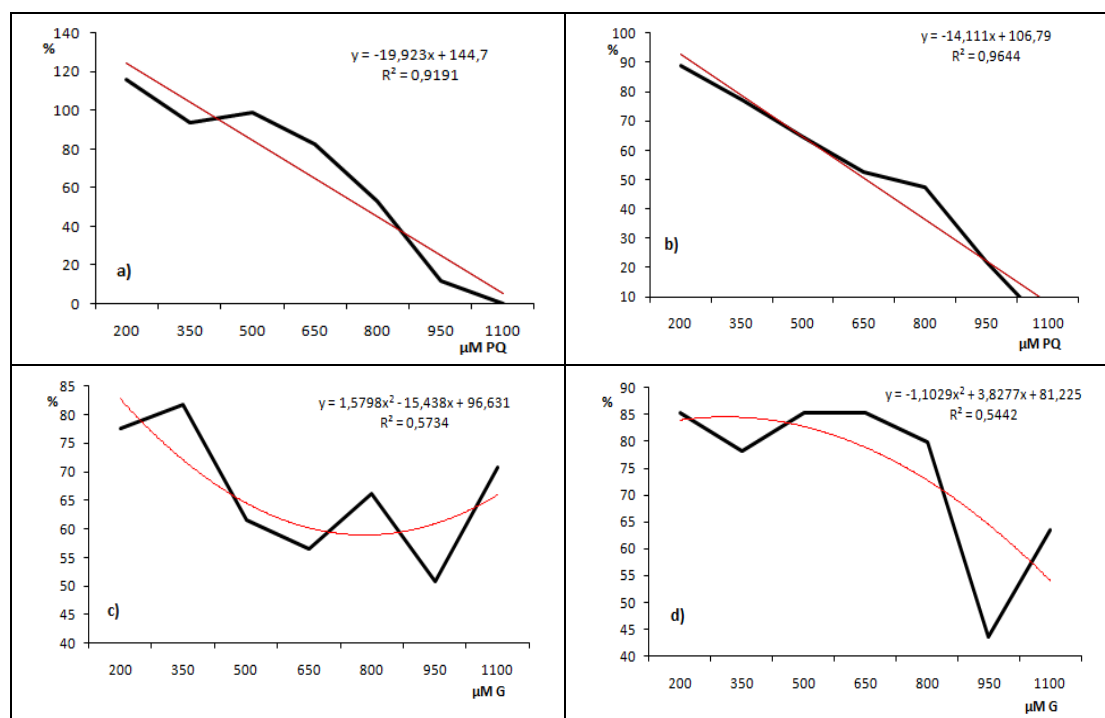 140
120
100
80
60
40
20
0
%
y = -19,923x + 144,7
R² = 0,9191
a)
200 350 500 650 800 950 1100
µM PQ
100
90
80
70
60
50
40
30
20
10
%
y = -14,111x + 106,79
R² = 0,9644
b)
200 350 500 650 800 950 1100
µM PQ
85
80
75
70
65
60
55
50
45
40
%
y = 1,5798x² - 15,438x + 96,631
R² = 0,5734
c)
200 350 500 650 800 950 1100
µM G
90
85
80
75
70
65
60
55
50
45
40
%
y = -1,1029x² + 3,8277x + 81,225
R² = 0,5442
d)
200 350 500 650 800 950 1100
µM G